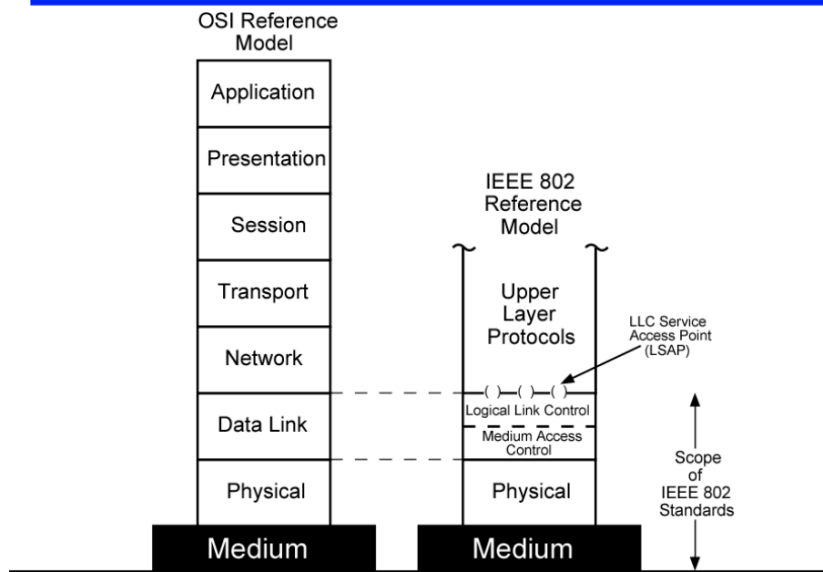 OSI Reference
Model
Application
Presentation
Session
Transport
Network
Data Link
Physical
Medium
IEEE 802
Reference
Model
Upper
Layer
Protocols
LLC Service
Access Point
(LSAP)
Logical Link Control
Medium Access
Control
Physical
Medium
Scope
of
IEEE 802
Standards